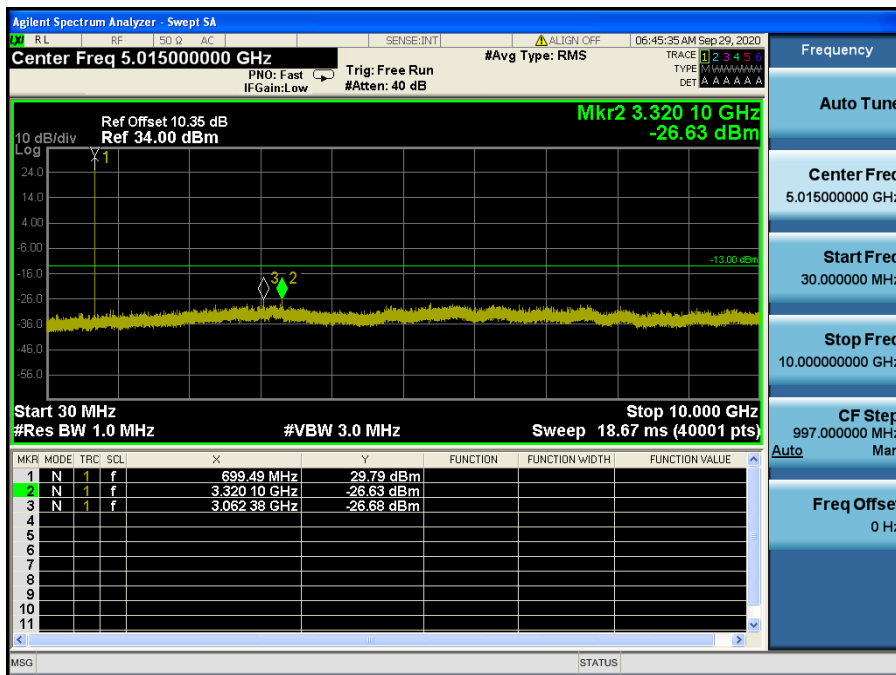 Agilent Spectrum Analyzer - Swept SA
LXI RL RF 50 Ω AC SENSE:INT ALIGN OFF 06:45:35 AM Sep 29, 2020
Center Freq 5.015000000 GHz
#Avg Type: RMS
TRACE 1 2 3 4 5 6
PNO: Fast
IFGain:Low
Trig: Free Run
#Atten: 40 dB
TYPE MWWWWW
DET A A A A A A
Mkr2 3.320 10 GHz
-26.63 dBm
Ref Offset 10.35 dB
10 dB/div Ref 34.00 dBm
Log
1
24.0
14.0
4.00
-6.00
-13.00 dBm
-16.0
3 2
-26.0
-36.0
-46.0
-56.0
Start 30 MHz Stop 10.000 GHz
#Res BW 1.0 MHz #VBW 3.0 MHz Sweep 18.67 ms (40001 pts)
MKR MODE TRC SCL X Y FUNCTION FUNCTION WIDTH FUNCTION VALUE
1 N 1 f 699.49 MHz 29.79 dBm
2 N 1 f 3.320 10 GHz -26.63 dBm
3 N 1 f 3.062 38 GHz -26.68 dBm
4
5
6
7
8
9
10
11
MSG STATUS
Frequency
Auto Tune
Center Freq
5.015000000 GHz
Start Freq
30.000000 MHz
Stop Freq
10.000000000 GHz
CF Step
997.000000 MHz
Auto Man
Freq Offset
0 Hz